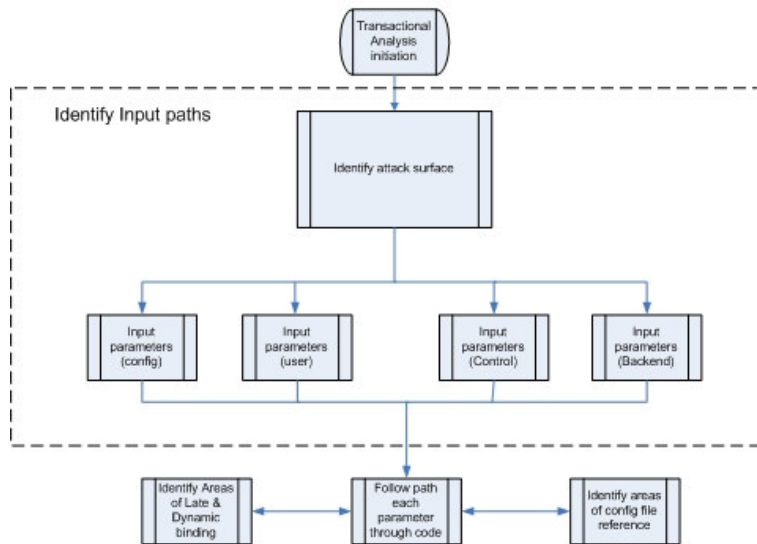 Transactional
Analysis
initiation
Identify Input paths
Identify attack surface
Input
parameters
(config)
Input
parameters
(user)
Input
parameters
(Control)
Input
parameters
(Backend)
Identify Areas
of Late &
Dynamic
binding
Follow path
each
parameter
through code
Identify areas
of config file
reference